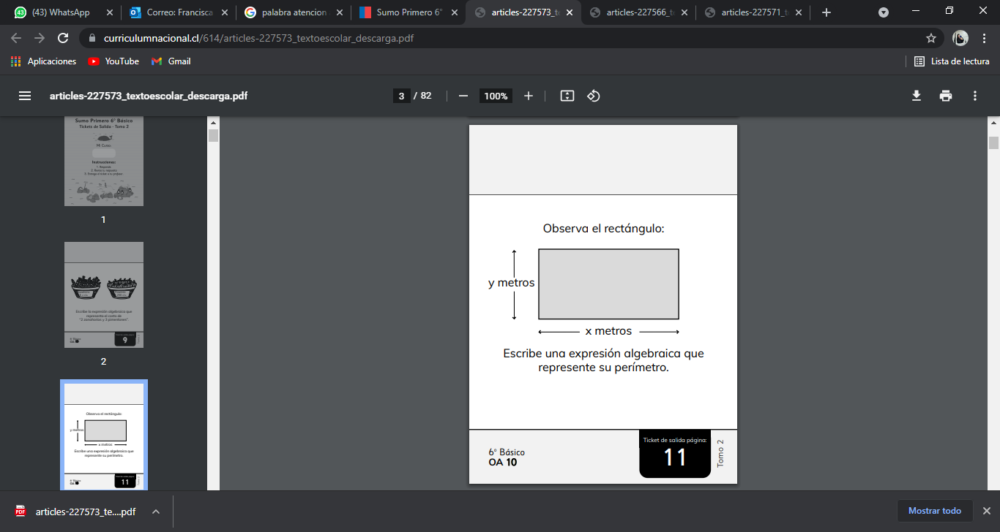 (43) WhatsApp
Correo: Francisca
palabra atencion
Sumo Primero 6°
articles-227573_t
articles-227566_t
articles-227571_t
curriculumnacional.cl/614/articles-227573_textoescolar_descarga.pdf
Aplicaciones
YouTube
Gmail
Lista de lectura
articles-227573_textoescolar_descarga.pdf
3 / 82
100%
Sumo Primero 6° Básico
Tickets de Salida - Tomo 2
Mi Curso
Instrucciones:
1
Escribe la expresión algebraica que
representa el costo de
"2 zanahorias y 3 pimentones".
9
2
Observa el rectángulo:
y metros
x metros
Escribe una expresión algebraica que
represente su perímetro.
11
Observa el rectángulo:
y metros
x metros
Escribe una expresión algebraica que
represente su perímetro.
6° Básico
OA 10
Ticket de salida página:
11
Tomo 2
articles-227573_te....pdf
Mostrar todo